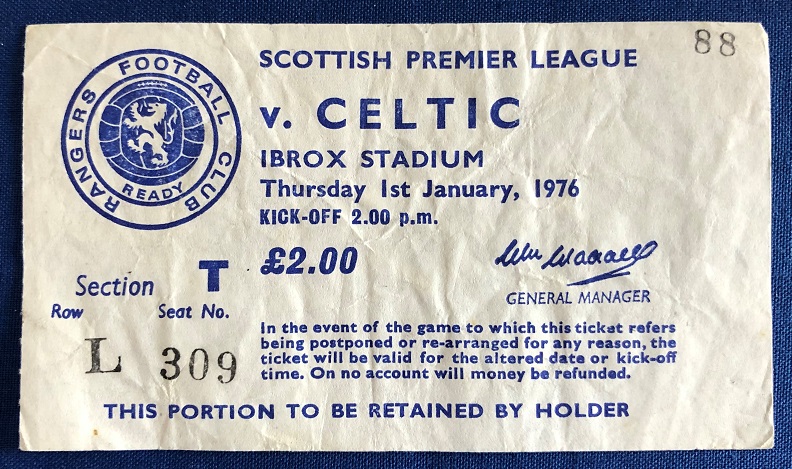 88
SCOTTISH PREMIER LEAGUE
v. CELTIC
IBROX STADIUM
Thursday 1st January, 1976
KICK-OFF 2.00 p.m.
£2.00
RANGERS FOOTBALL CLUB
READY
GENERAL MANAGER
Section T
Row Seat No.
L 309
In the event of the game to which this ticket refers
being postponed or re-arranged for any reason, the
ticket will be valid for the altered date or kick-off
time. On no account will money be refunded.
THIS PORTION TO BE RETAINED BY HOLDER